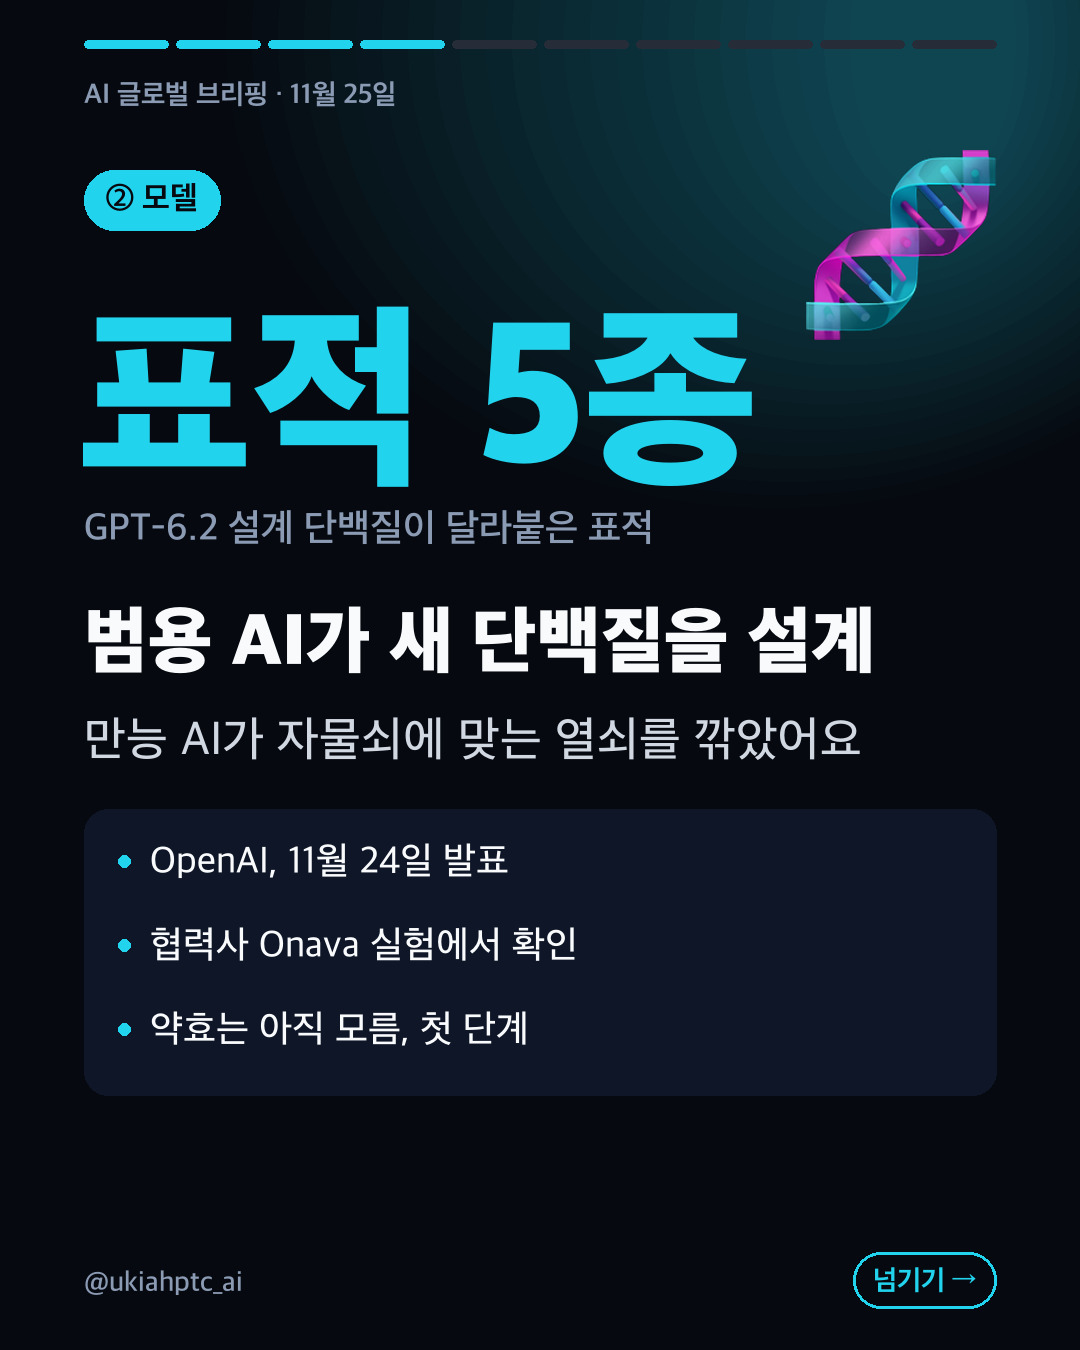 AI 글로벌 브리핑 · 11월 25일
② 모델
표적 5종
GPT-6.2 설계 단백질이 달라붙은 표적
범용 AI가 새 단백질을 설계
만능 AI가 자물쇠에 맞는 열쇠를 깎았어요
• OpenAI, 11월 24일 발표
• 협력사 Onava 실험에서 확인
• 약효는 아직 모름, 첫 단계
@ukiahptc_ai
넘기기 →